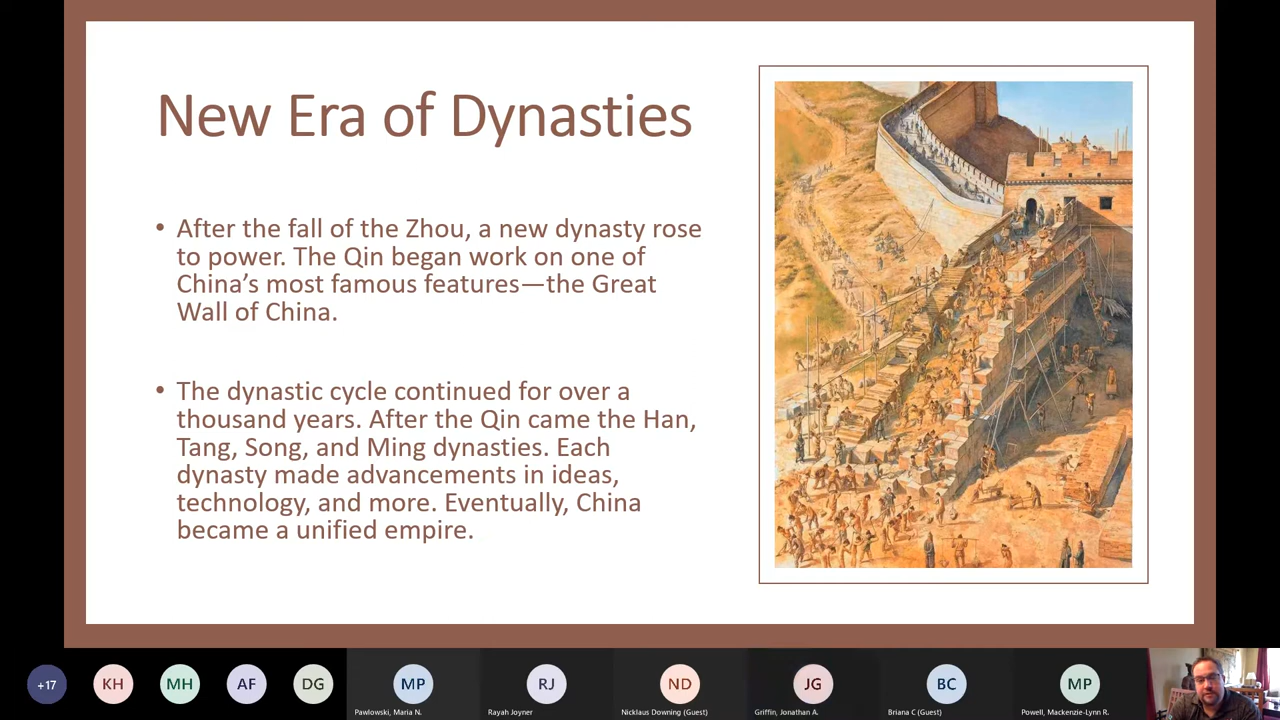 New Era of Dynasties
• After the fall of the Zhou, a new dynasty rose
to power. The Qin began work on one of
China’s most famous features—the Great
Wall of China.
• The dynastic cycle continued for over a
thousand years. After the Qin came the Han,
Tang, Song, and Ming dynasties. Each
dynasty made advancements in ideas,
technology, and more. Eventually, China
became a unified empire.
+17 KH MH AF DG MP RJ ND JG BC MP
Pawlowski, Maria N. Rayah Joyner Nicklaus Downing (Guest) Griffin, Jonathan A. Briana C (Guest) Powell, Mackenzie-Lynn R.